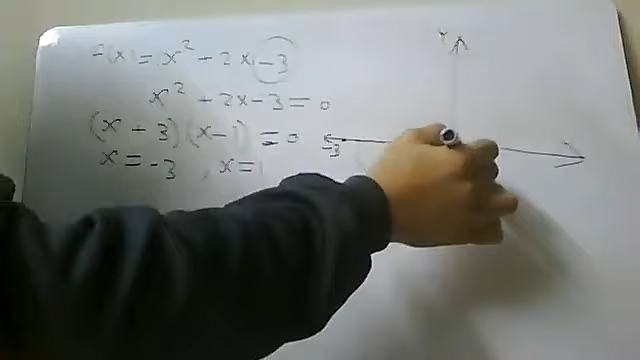 f(x) = x² - 2x - 3
x² - 2x - 3 = 0
(x + 3)(x - 1) = 0
x = -3 , x = 1
-3
y
x